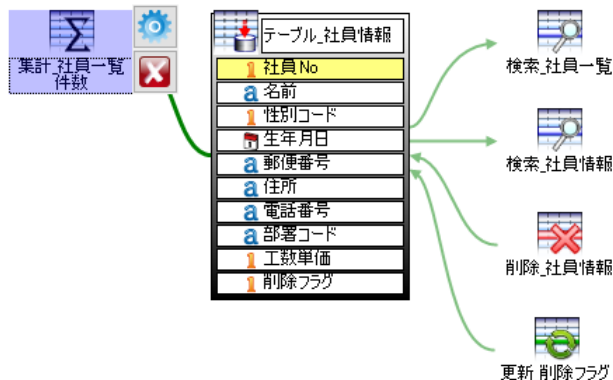 集計_社員一覧
件数
テーブル_社員情報
社員No
名前
性別コード
生年月日
郵便番号
住所
電話番号
部署コード
工数単価
削除フラグ
検索_社員一覧
検索_社員情報
削除_社員情報
更新_削除フラグ